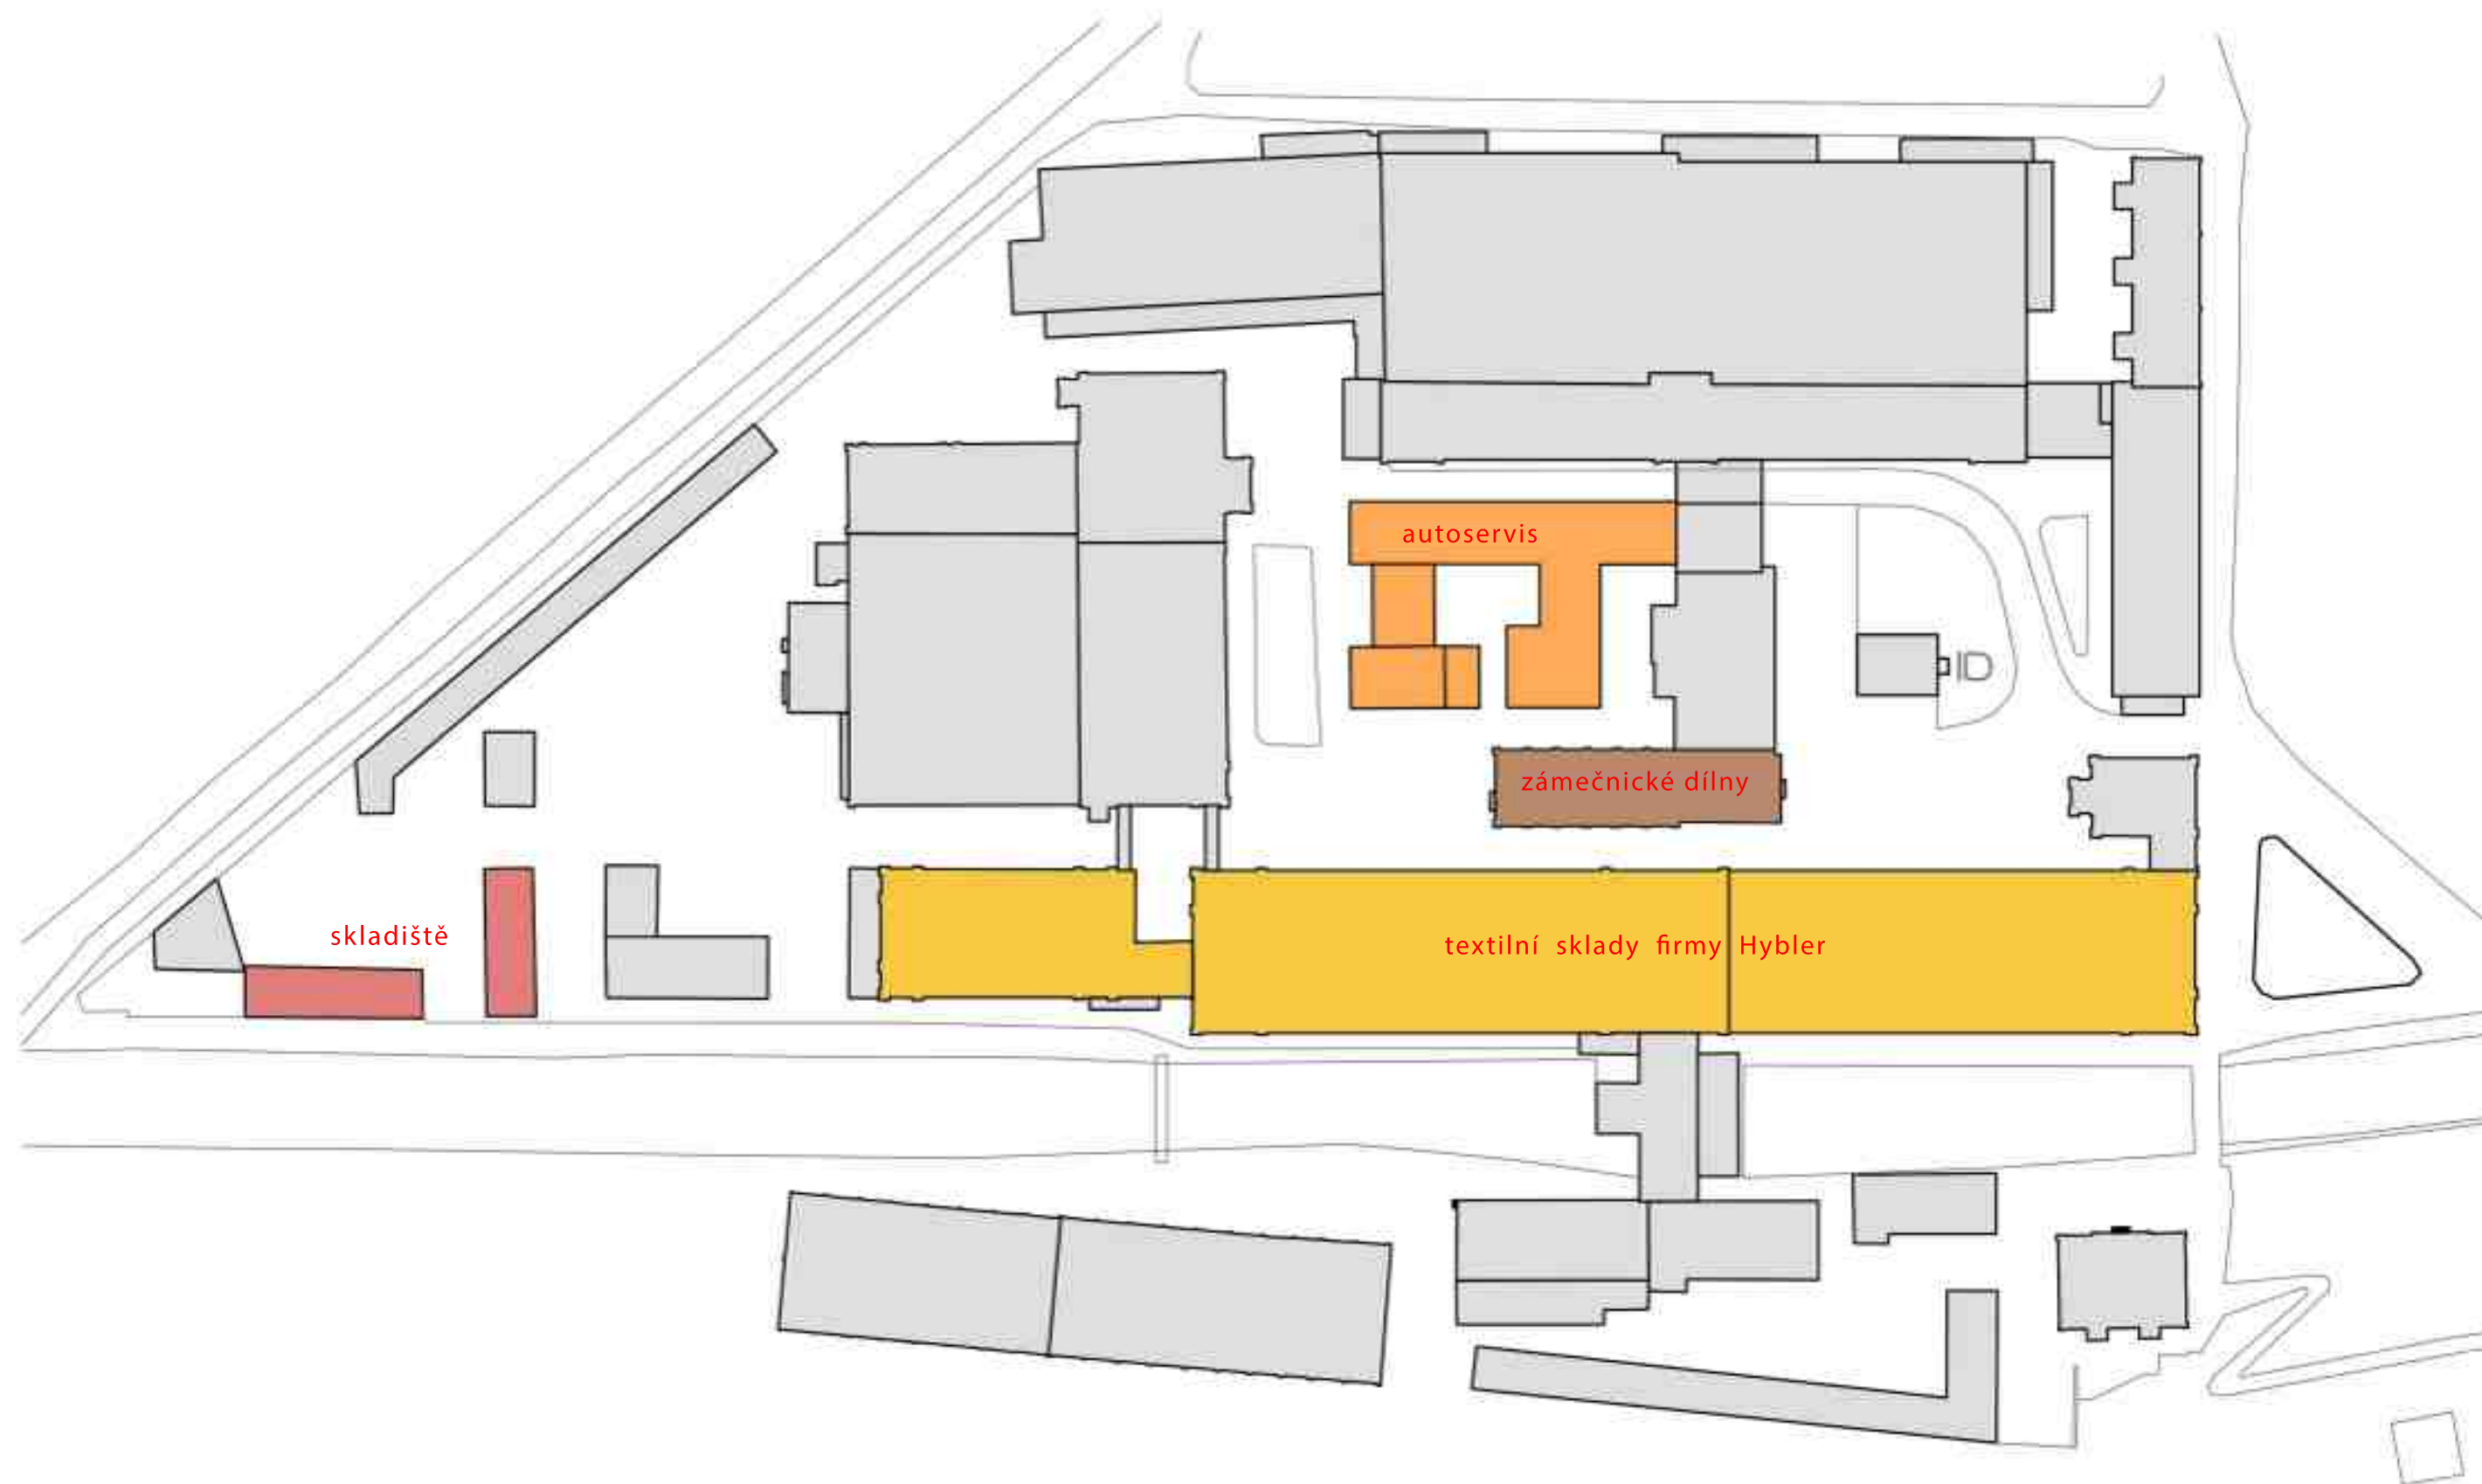 autoservis
zámečnické dílny
skladiště
textilní sklady firmy Hybler